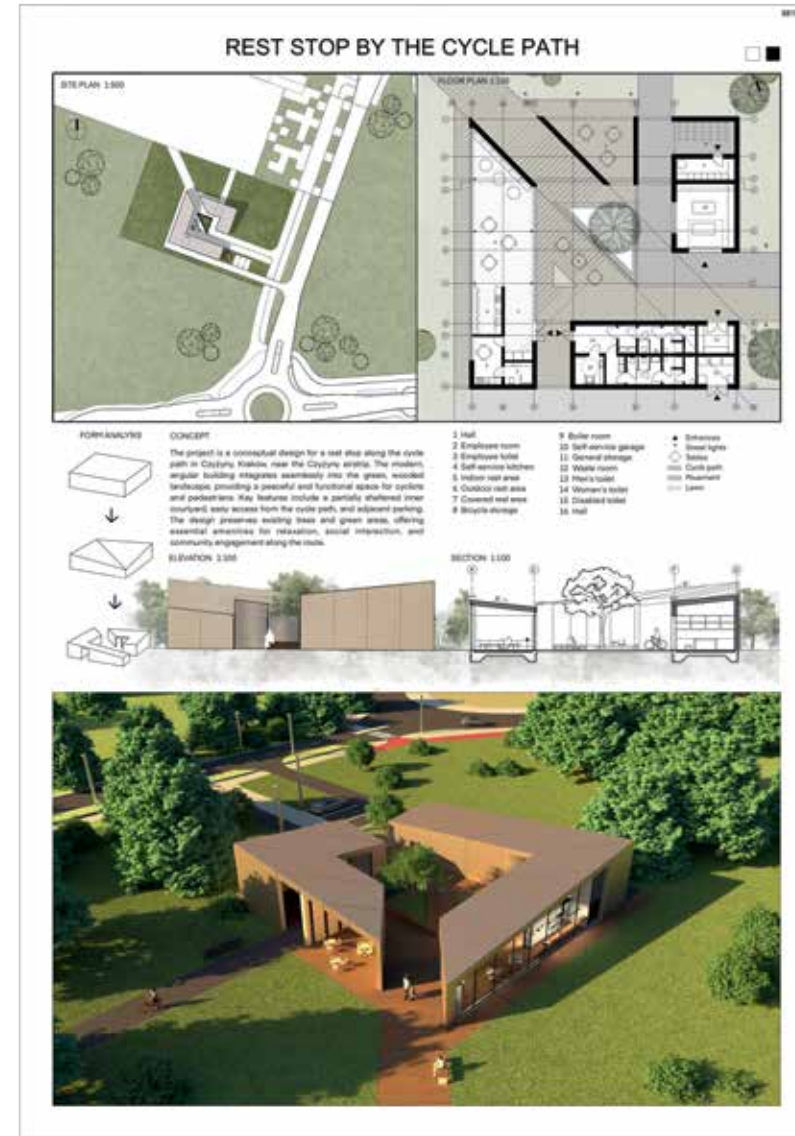 REST STOP BY THE CYCLE PATH
SITE PLAN 1:500
FLOOR PLAN 1:100
FORM ANALYSIS
CONCEPT
The project is a conceptual design for a rest stop along the cycle
path in Czyżyny, Kraków, near the Czyżyny airstrip. The modern,
angular building integrates seamlessly into the green, wooded
landscape, providing a peaceful and functional space for cyclists
and pedestrians. Key features include a partially sheltered inner
courtyard, easy access from the cycle path, and adjacent parking.
The design preserves existing trees and green areas, offering
essential amenities for relaxation, social interaction, and
community engagement along the route.
1 Hall
2 Employee room
3 Employee toilet
4 Self-service kitchen
5 Indoor rest area
6 Outdoor rest area
7 Covered rest area
8 Bicycle storage
9 Boiler room
10 Self-service garage
11 General storage
12 Waste room
13 Men's toilet
14 Women's toilet
15 Disabled toilet
16 Hall
Entrances
Street lights
Tables
Cycle path
Pavement
Lawn
ELEVATION 1:100
SECTION 1:100